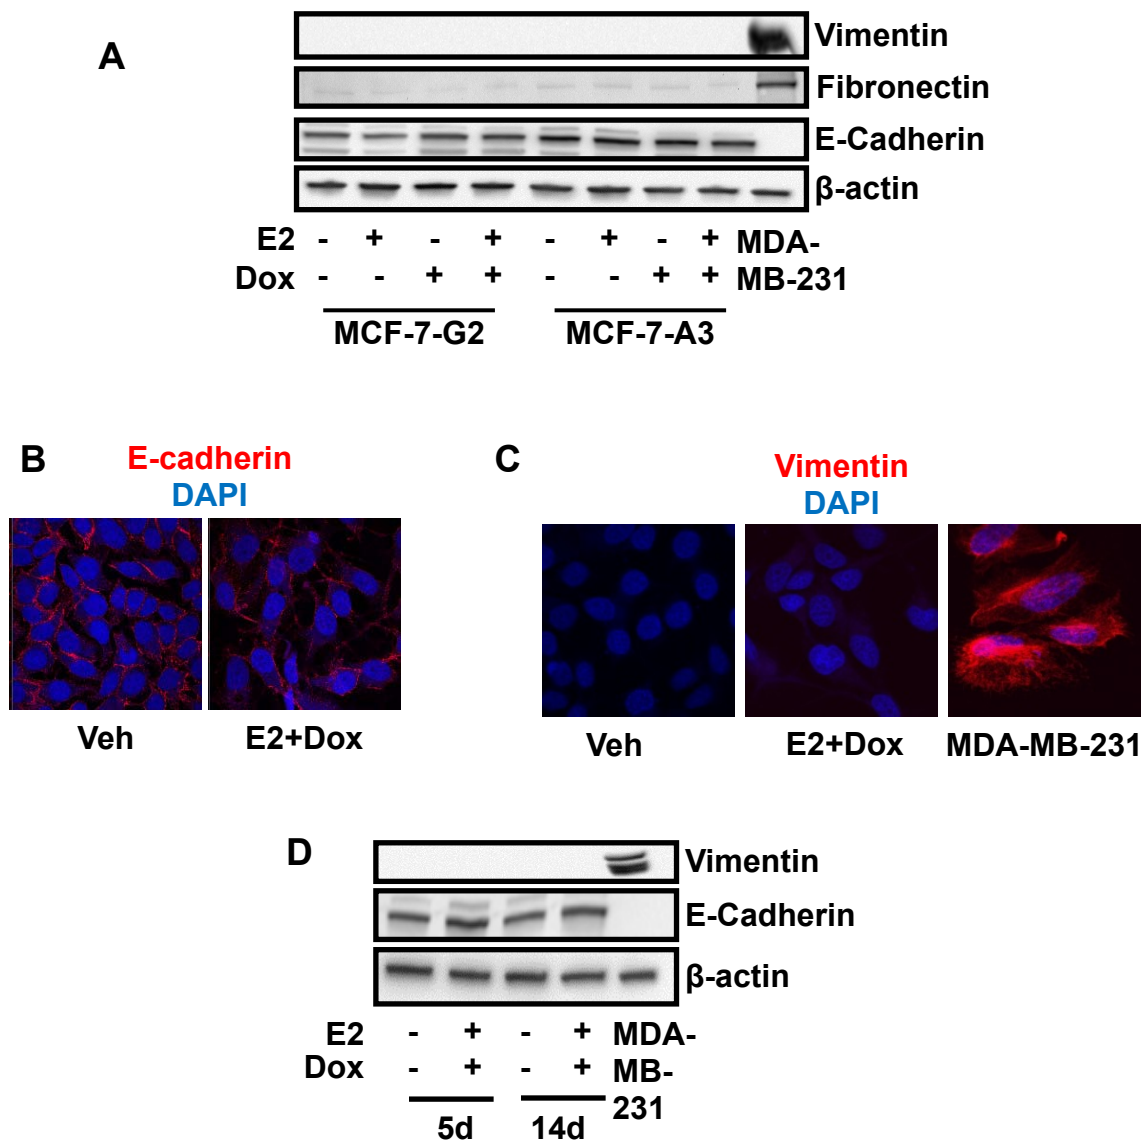 A
Vimentin
Fibronectin
E-Cadherin
β-actin
E2 - + - + - + - + MDA-
Dox - - + + - - + + MB-231
MCF-7-G2 MCF-7-A3
B
E-cadherin
DAPI
Veh E2+Dox
C
Vimentin
DAPI
Veh E2+Dox MDA-MB-231
D
Vimentin
E-Cadherin
β-actin
E2 - + - + MDA-
Dox - + - + MB-
231
5d 14d